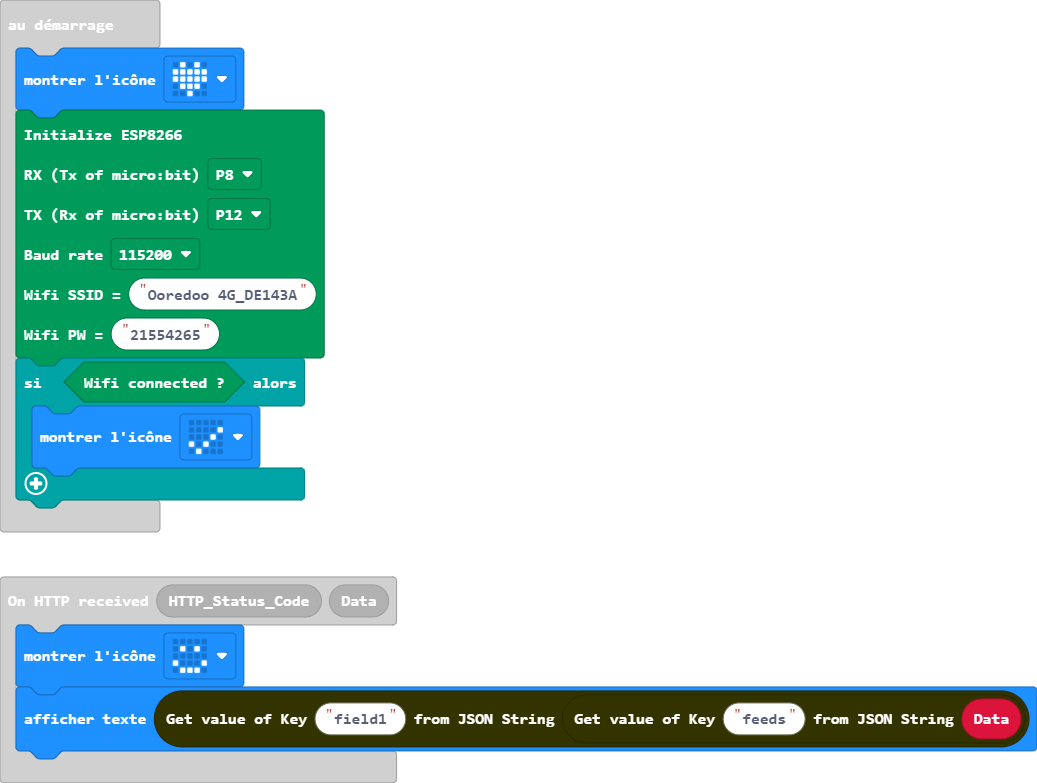 au démarrage
montrer l'icône
Initialize ESP8266
RX (Tx of micro:bit) P8
TX (Rx of micro:bit) P12
Baud rate 115200
Wifi SSID = "Ooredoo 4G_DE143A"
Wifi PW = "21554265"
si Wifi connected ? alors
montrer l'icône
On HTTP received HTTP_Status_Code Data
montrer l'icône
afficher texte Get value of Key "field1" from JSON String Get value of Key "feeds" from JSON String Data